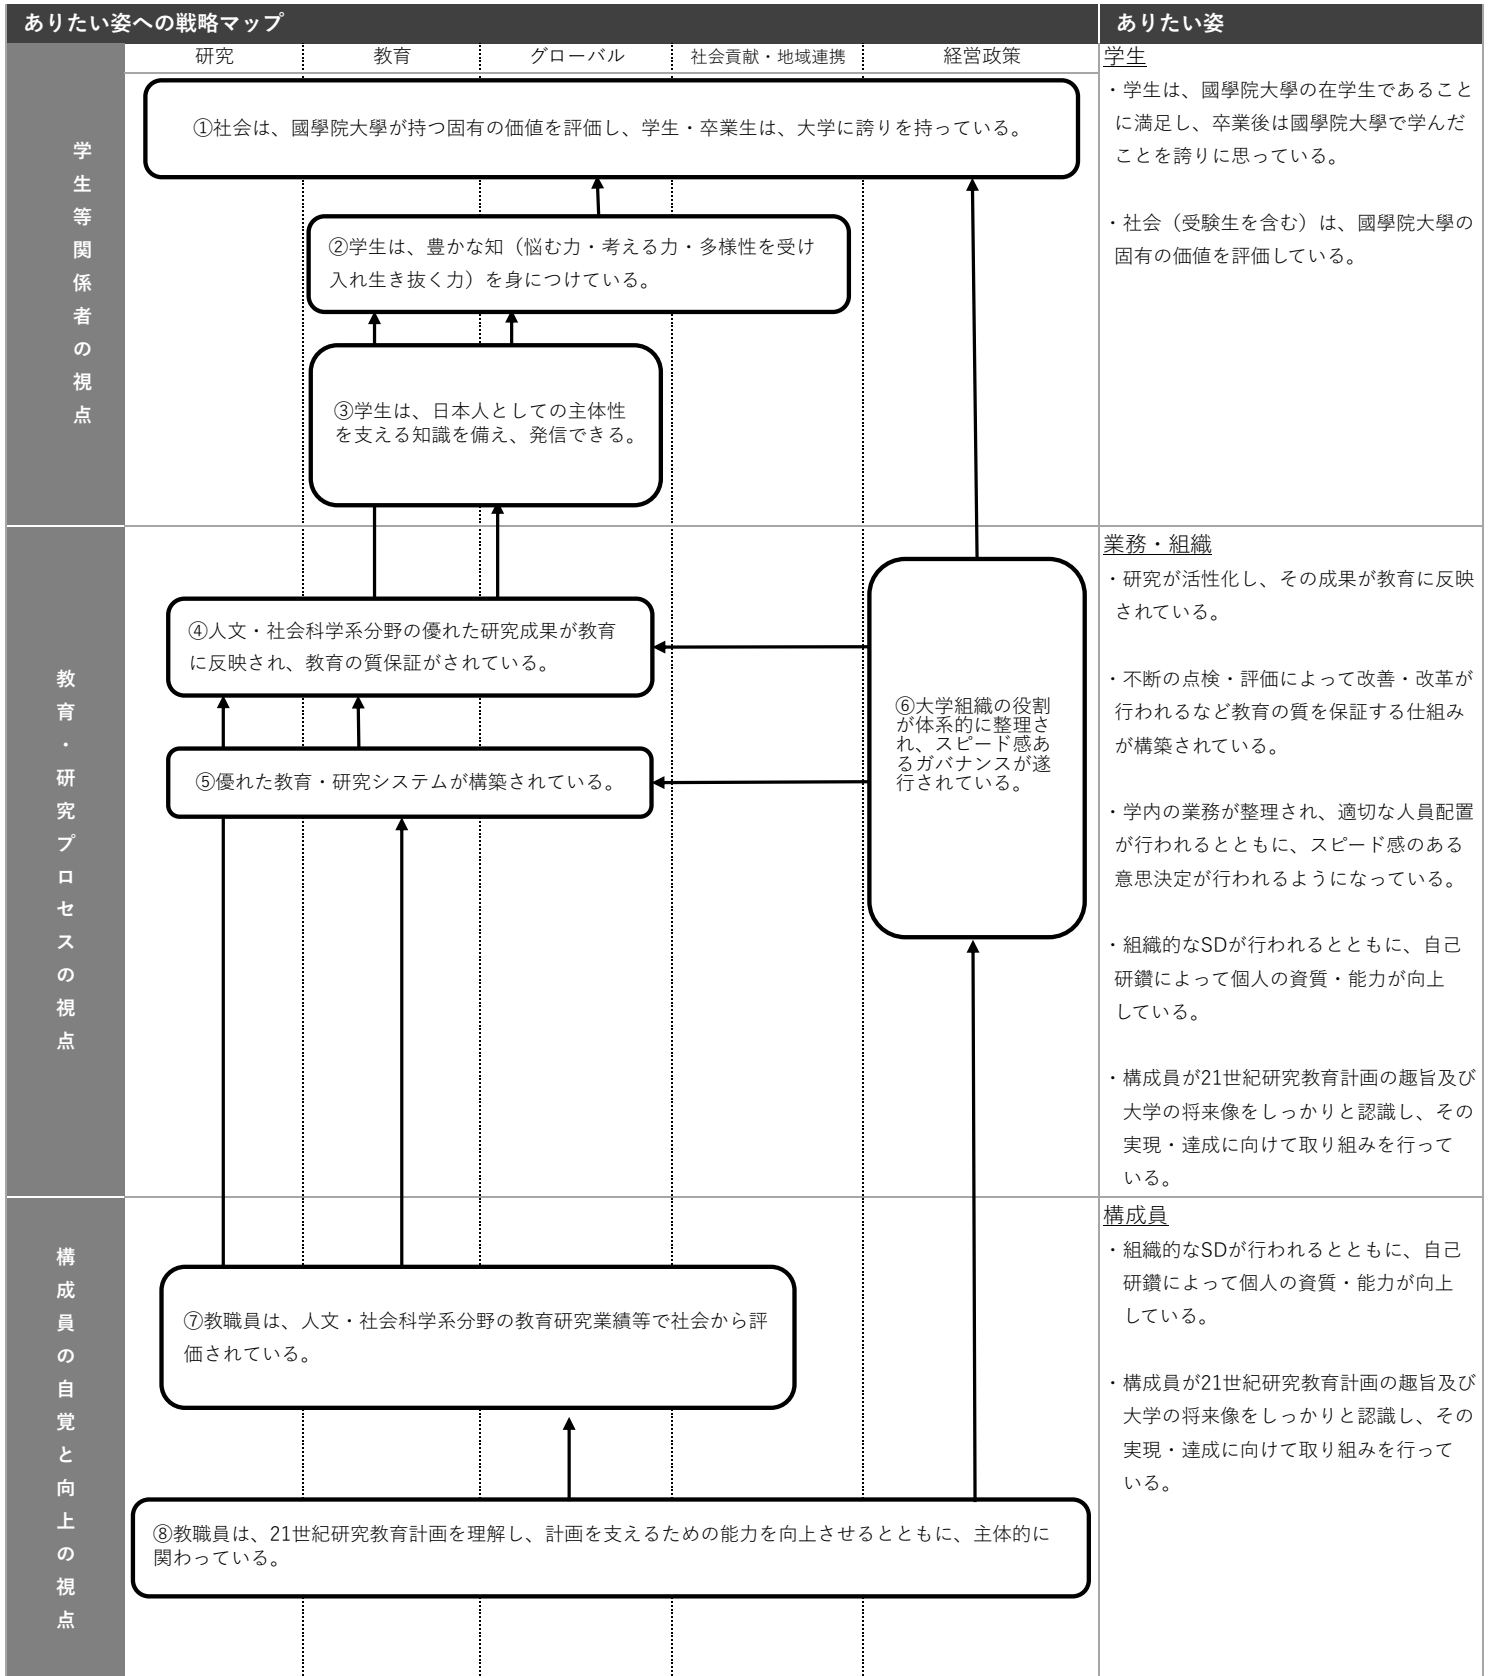 ありたい姿への戦略マップ
ありたい姿
研究
教育
グローバル
社会貢献・地域連携
経営政策
学生等関係者の視点
①社会は、國學院大學が持つ固有の価値を評価し、学生・卒業生は、大学に誇りを持っている。
②学生は、豊かな知（悩む力・考える力・多様性を受け
入れ生き抜く力）を身につけている。
③学生は、日本人としての主体性
を支える知識を備え、発信できる。
学生
・学生は、國學院大學の在学生であること
に満足し、卒業後は國學院大學で学んだ
ことを誇りに思っている。
・社会（受験生を含む）は、國學院大學の
固有の価値を評価している。
教育・研究プロセスの視点
④人文・社会科学系分野の優れた研究成果が教育
に反映され、教育の質保証がされている。
⑤優れた教育・研究システムが構築されている。
⑥大学組織の役割
が体系的に整理さ
れ、スピード感あ
るガバナンスが遂
行されている。
業務・組織
・研究が活性化し、その成果が教育に反映
されている。
・不断の点検・評価によって改善・改革が
行われるなど教育の質を保証する仕組み
が構築されている。
・学内の業務が整理され、適切な人員配置
が行われるとともに、スピード感のある
意思決定が行われるようになっている。
・組織的なSDが行われるとともに、自己
研鑽によって個人の資質・能力が向上
している。
・構成員が21世紀研究教育計画の趣旨及び
大学の将来像をしっかりと認識し、その
実現・達成に向けて取り組みを行って
いる。
構成員の自覚と向上の視点
⑦教職員は、人文・社会科学系分野の教育研究業績等で社会から評
価されている。
⑧教職員は、21世紀研究教育計画を理解し、計画を支えるための能力を向上させるとともに、主体的に
関わっている。
構成員
・組織的なSDが行われるとともに、自己
研鑽によって個人の資質・能力が向上
している。
・構成員が21世紀研究教育計画の趣旨及び
大学の将来像をしっかりと認識し、その
実現・達成に向けて取り組みを行って
いる。